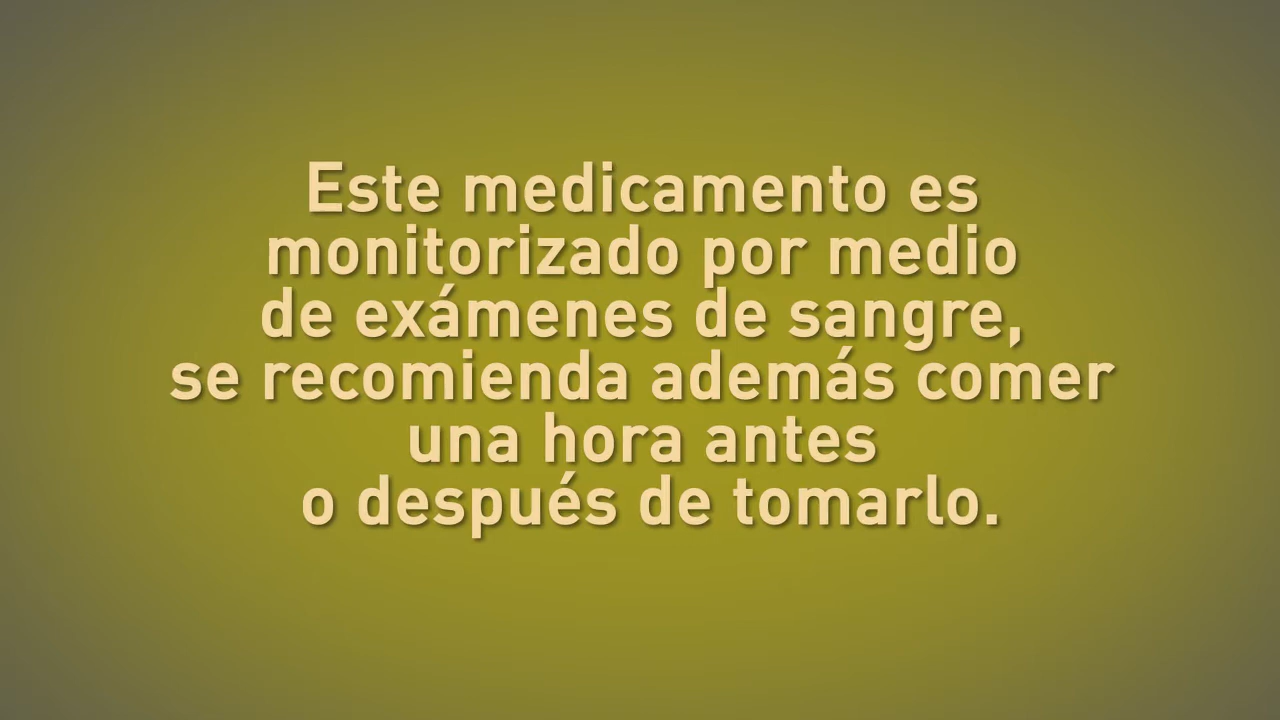 Este medicamento es
monitorizado por medio
de exámenes de sangre,
se recomienda además comer
una hora antes
o después de tomarlo.